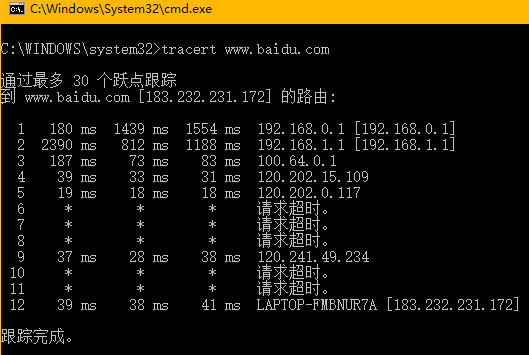 C:\Windows\System32\cmd.exe
C:\WINDOWS\system32>tracert www.baidu.com
通过最多 30 个跃点跟踪
到 www.baidu.com [183.232.231.172] 的路由:
1 180 ms 1439 ms 1554 ms 192.168.0.1 [192.168.0.1]
2 2390 ms 812 ms 1188 ms 192.168.1.1 [192.168.1.1]
3 187 ms 73 ms 83 ms 100.64.0.1
4 39 ms 33 ms 31 ms 120.202.15.109
5 19 ms 18 ms 18 ms 120.202.0.117
6 * * * 请求超时。
7 * * * 请求超时。
8 * * * 请求超时。
9 37 ms 28 ms 38 ms 120.241.49.234
10 * * * 请求超时。
11 * * * 请求超时。
12 39 ms 38 ms 41 ms LAPTOP-FMBNUR7A [183.232.231.172]
跟踪完成。